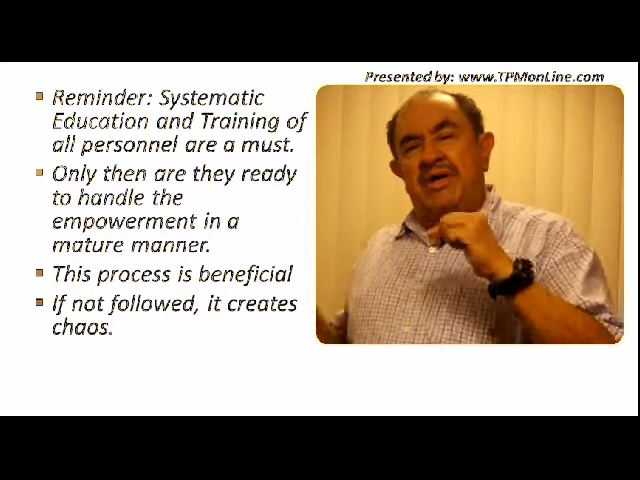 Presented by: www.TPMonLine.com
Reminder: Systematic
Education and Training of
all personnel are a must.
Only then are they ready
to handle the
empowerment in a
mature manner.
This process is beneficial
If not followed, it creates
chaos.